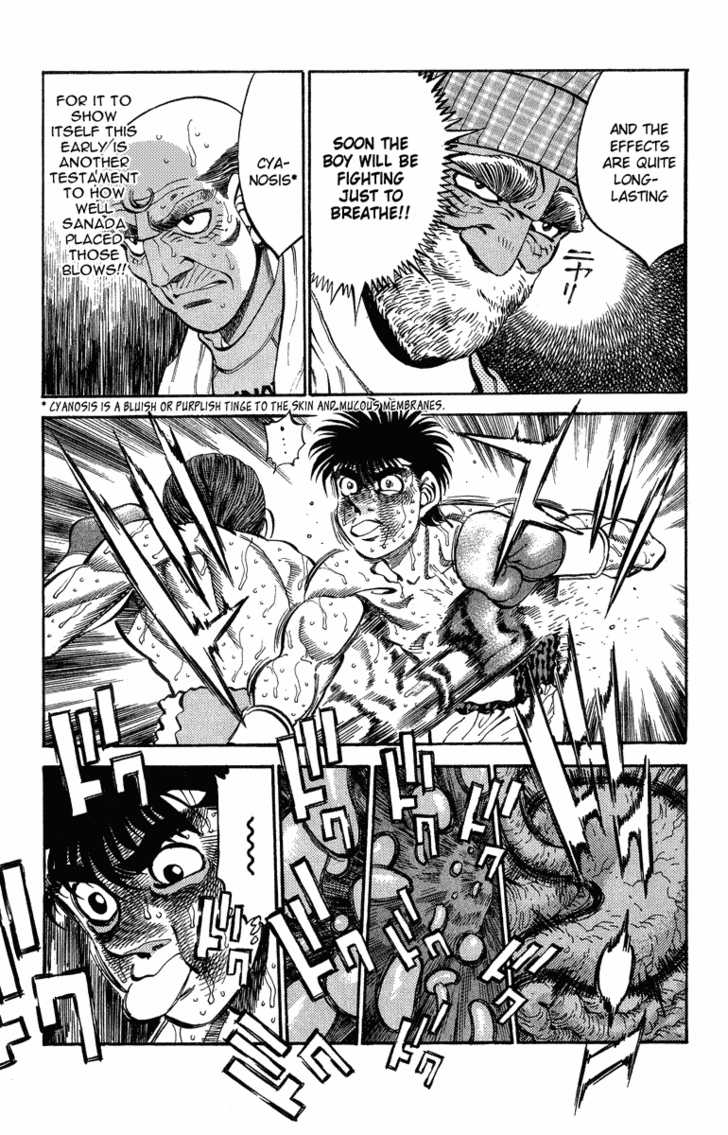 AND THE
EFFECTS
ARE QUITE
LONG-
LASTING
SOON THE
BOY WILL BE
FIGHTING
JUST TO
BREATHE!!
ニヤリ
CYA-
NOSIS*
FOR IT TO
SHOW
ITSELF THIS
EARLY IS
ANOTHER
TESTAMENT
TO HOW
WELL
SANADA
PLACED
THOSE
BLOWS!!
* CYANOSIS IS A BLUISH OR PURPLISH TINGE TO THE SKIN AND MUCOUS MEMBRANES.
...
ドクン
ドクン
ドクン
ドクン
ドクン